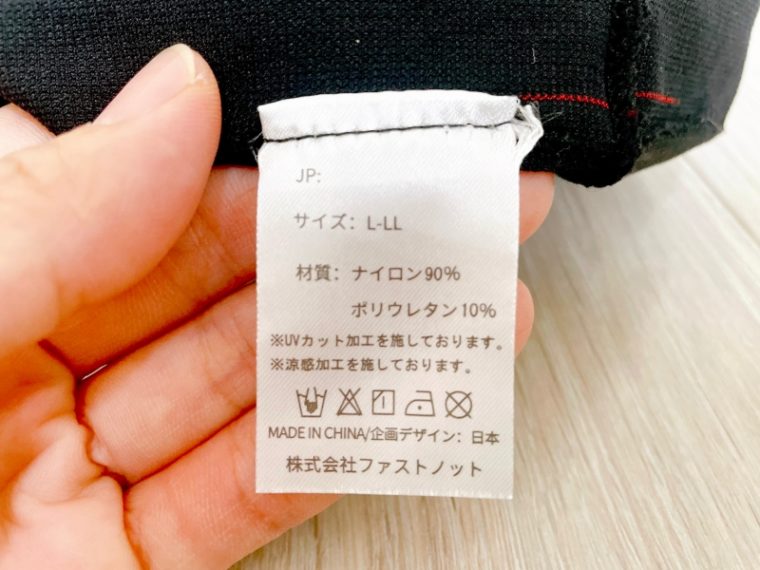 JP:
サイズ: L-LL
材質: ナイロン90%
ポリウレタン10%
※UVカット加工を施しております。
※涼感加工を施しております。
MADE IN CHINA/企画デザイン: 日本
株式会社ファストノット